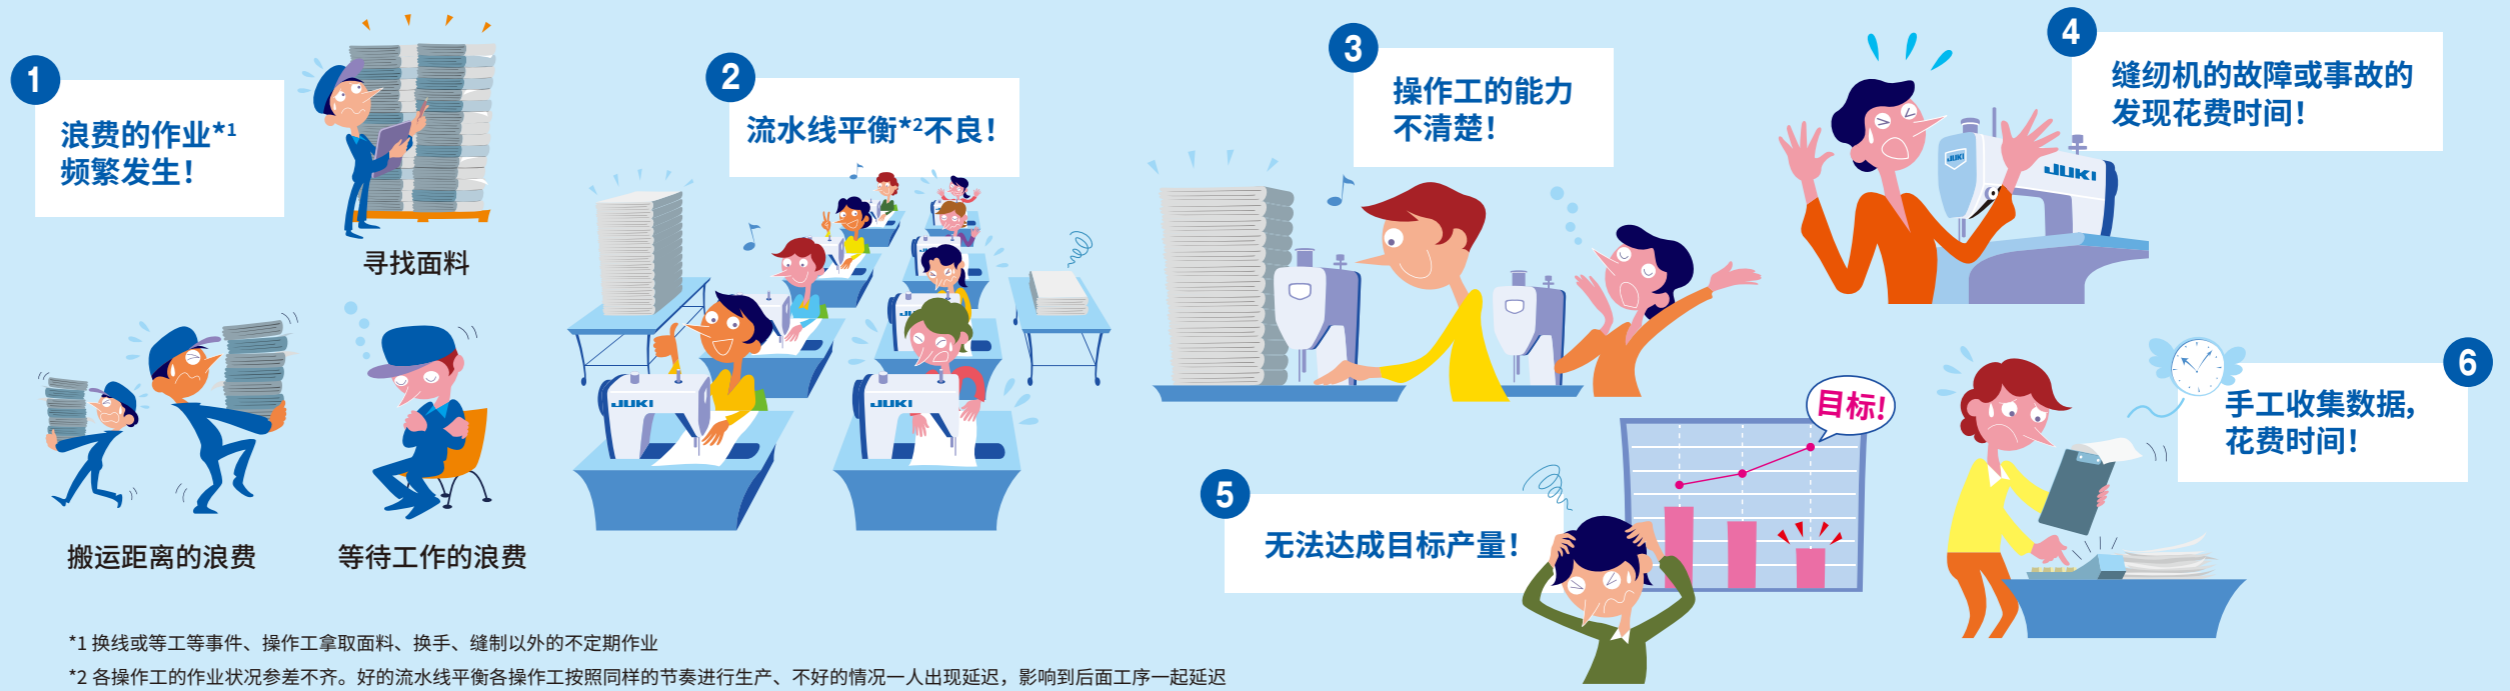 1
浪费的作业*1
频繁发生！
寻找面料
搬运距离的浪费
等待工作的浪费
2
流水线平衡*2不良！
JUKI
JUKI
JU
3
操作工的能力
不清楚！
4
缝纫机的故障或事故的
发现花费时间！
JUKI
JUKI
5
无法达成目标产量！
目标！
6
手工收集数据，
花费时间！
*1 换线或等工等事件、操作工拿取面料、换手、缝制以外的不定期作业
*2 各操作工的作业状况参差不齐。好的流水线平衡各操作工按照同样的节奏进行生产、不好的情况一人出现延迟，影响到后面工序一起延迟